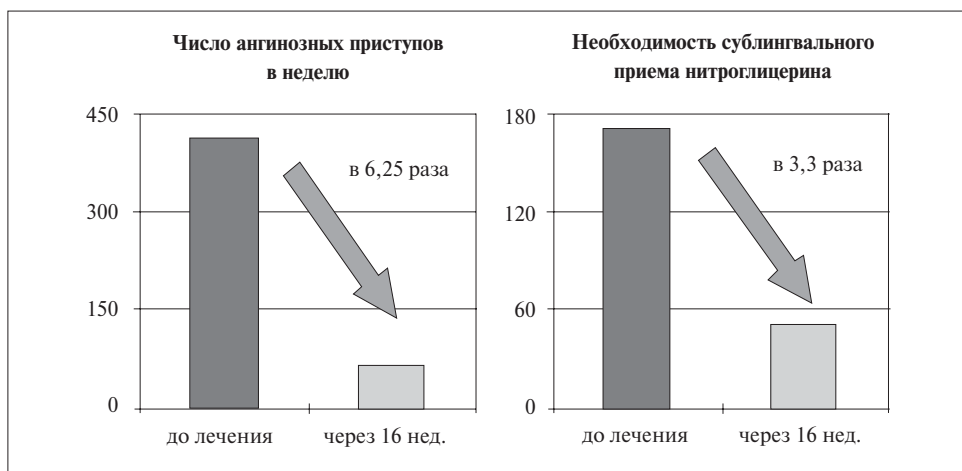 Число ангинозных приступов
в неделю
450
300
150
0
в 6,25 раза
до лечения
через 16 нед.
Необходимость сублингвального
приема нитроглицерина
180
120
60
0
в 3,3 раза
до лечения
через 16 нед.